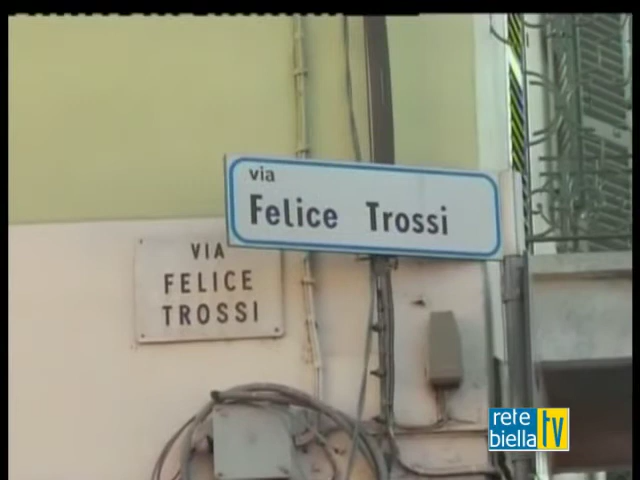 via
Felice Trossi
VIA
FELICE
TROSSI
rete
biella tv